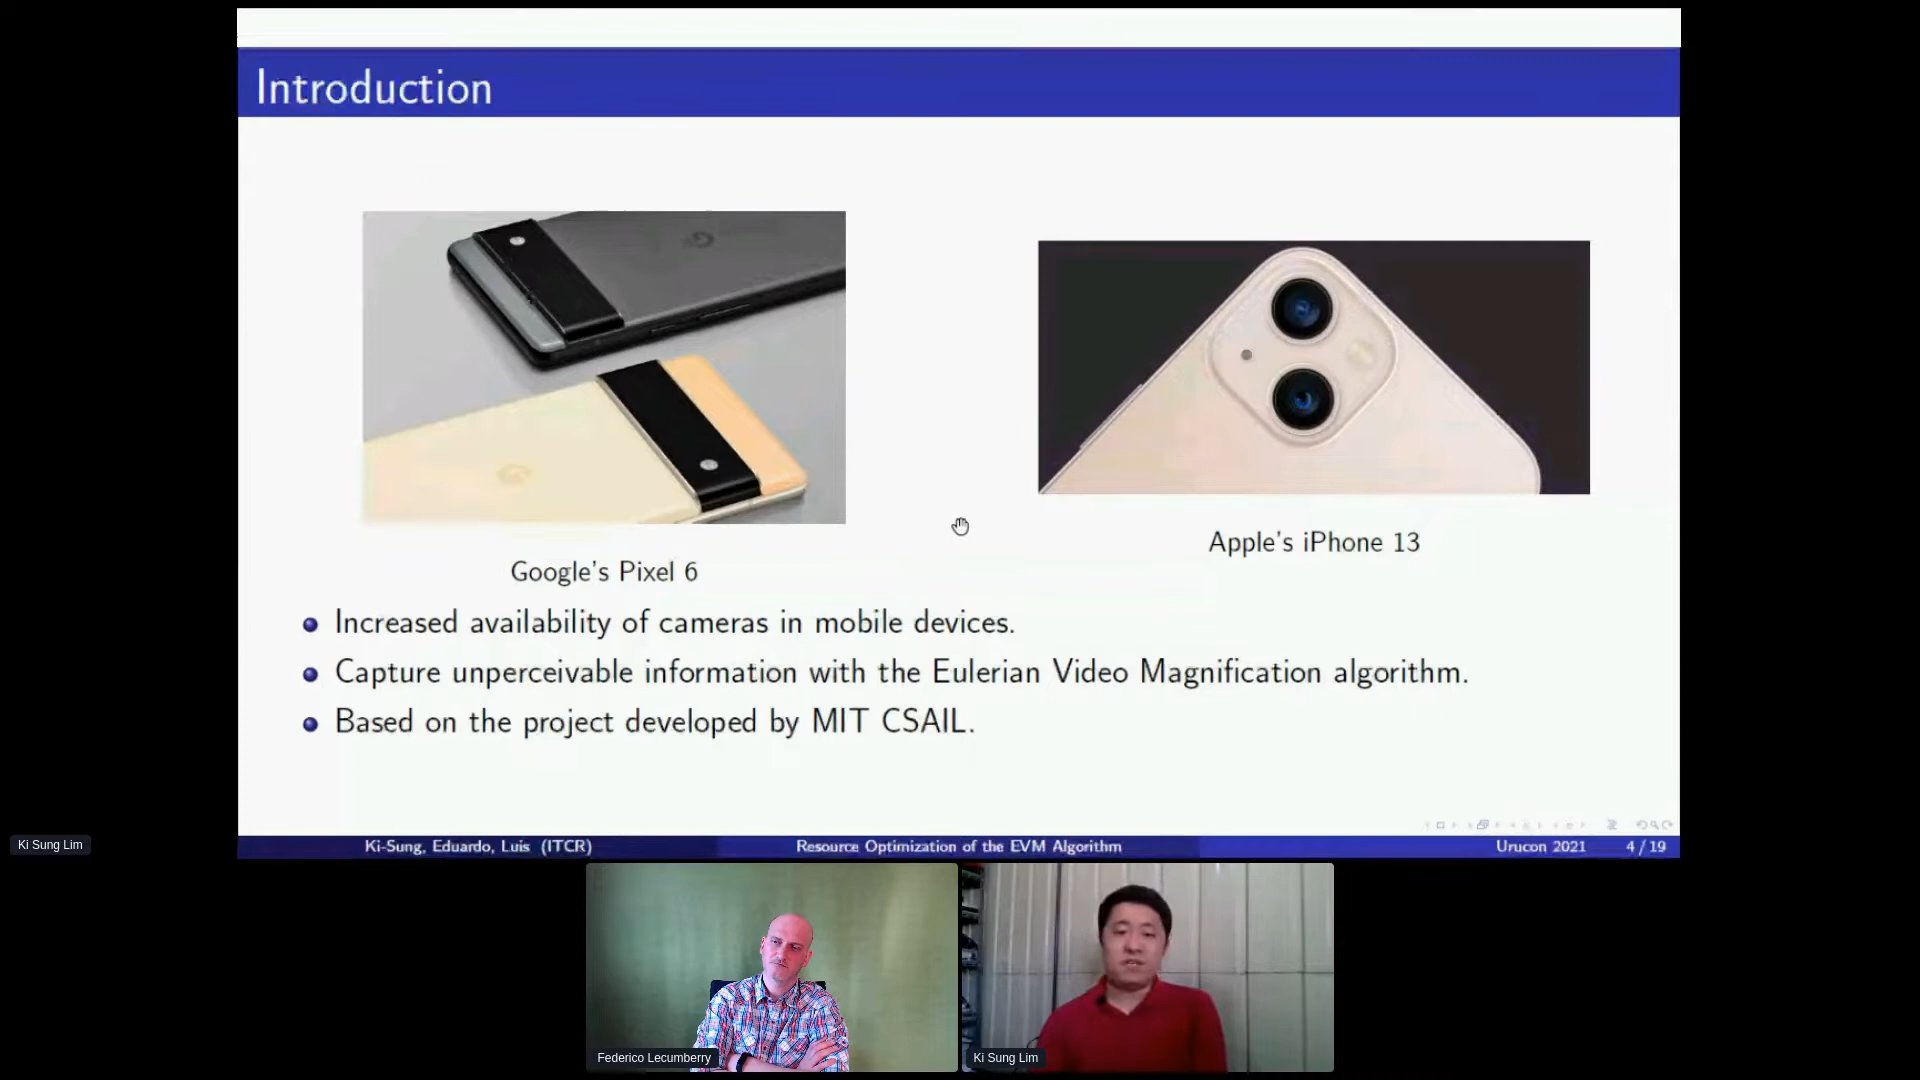 Introduction
Google's Pixel 6
Apple's iPhone 13
Increased availability of cameras in mobile devices.
Capture unperceivable information with the Eulerian Video Magnification algorithm.
Based on the project developed by MIT CSAIL.
Ki-Sung, Eduardo, Luis (ITCR)
Resource Optimization of the EVM Algorithm
Urucon 2021
4 / 19
Ki Sung Lim
Federico Lecumberry
Ki Sung Lim